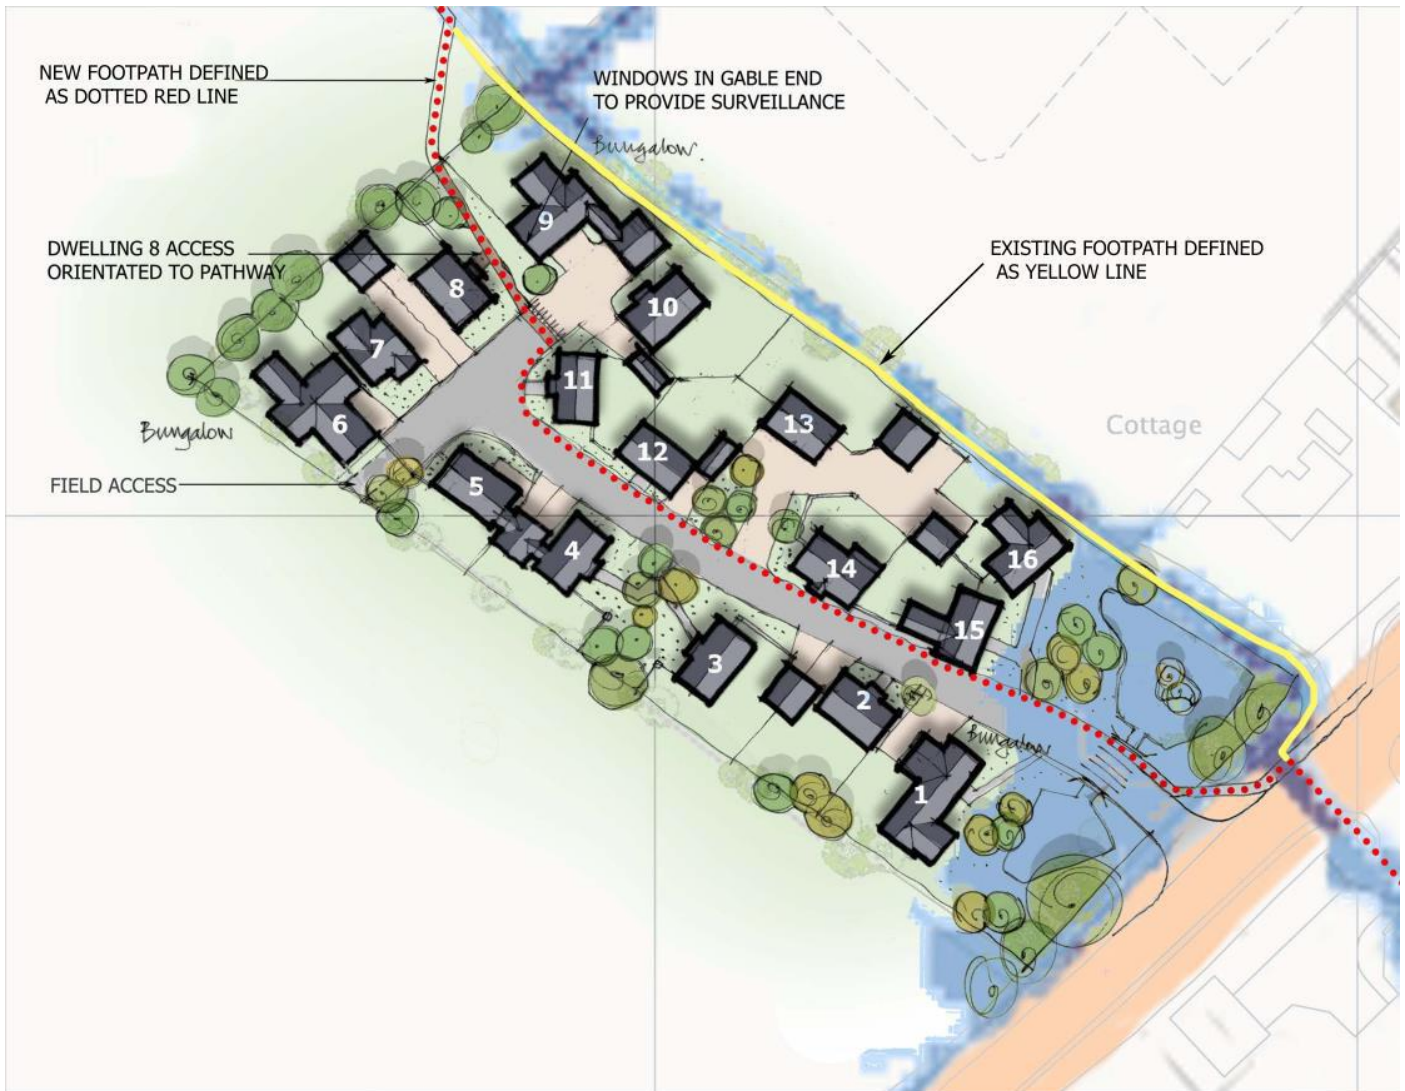 NEW FOOTPATH DEFINED
AS DOTTED RED LINE
WINDOWS IN GABLE END
TO PROVIDE SURVEILLANCE
Bungalow.
DWELLING 8 ACCESS
ORIENTATED TO PATHWAY
EXISTING FOOTPATH DEFINED
AS YELLOW LINE
9
8
10
7
11
6
13
12
Cottage
Bungalow
FIELD ACCESS
5
4
14
16
15
3
2
Bungalow
1